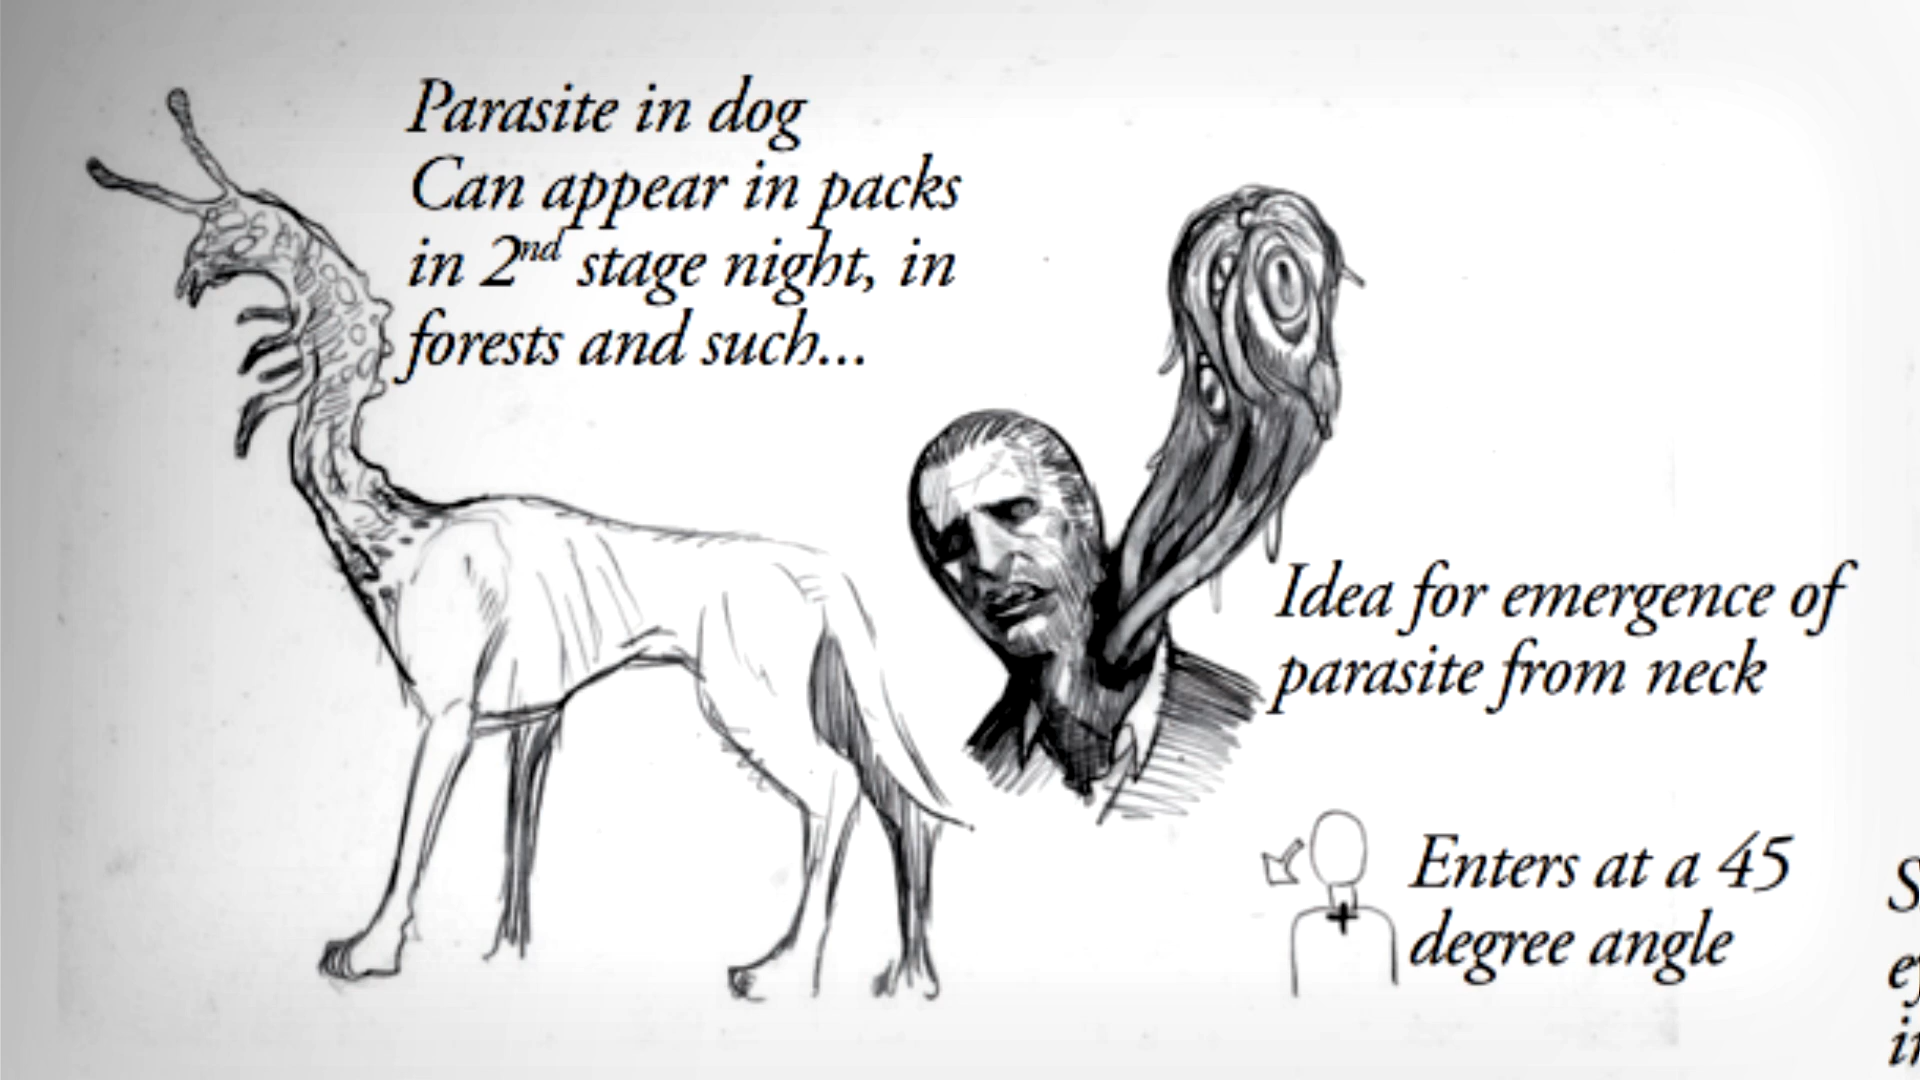 Parasite in dog
Can appear in packs
in 2nd stage night, in
forests and such...
Idea for emergence of
parasite from neck
Enters at a 45
degree angle